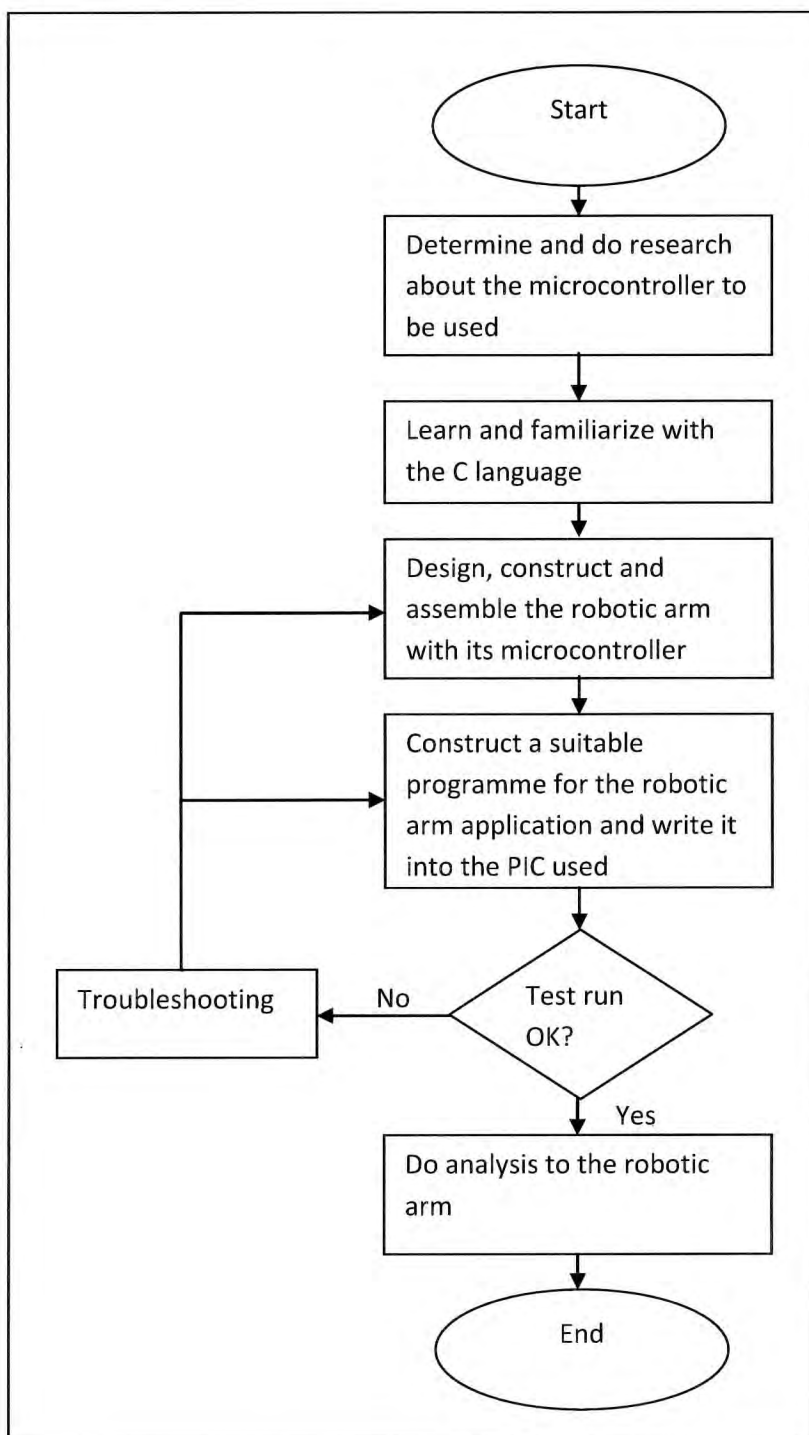 Start
Determine and do research
about the microcontroller to
be used
Learn and familiarize with
the C language
Design, construct and
assemble the robotic arm
with its microcontroller
Construct a suitable
programme for the robotic
arm application and write it
into the PIC used
Troubleshooting
No
Test run
OK?
Yes
Do analysis to the robotic
arm
End